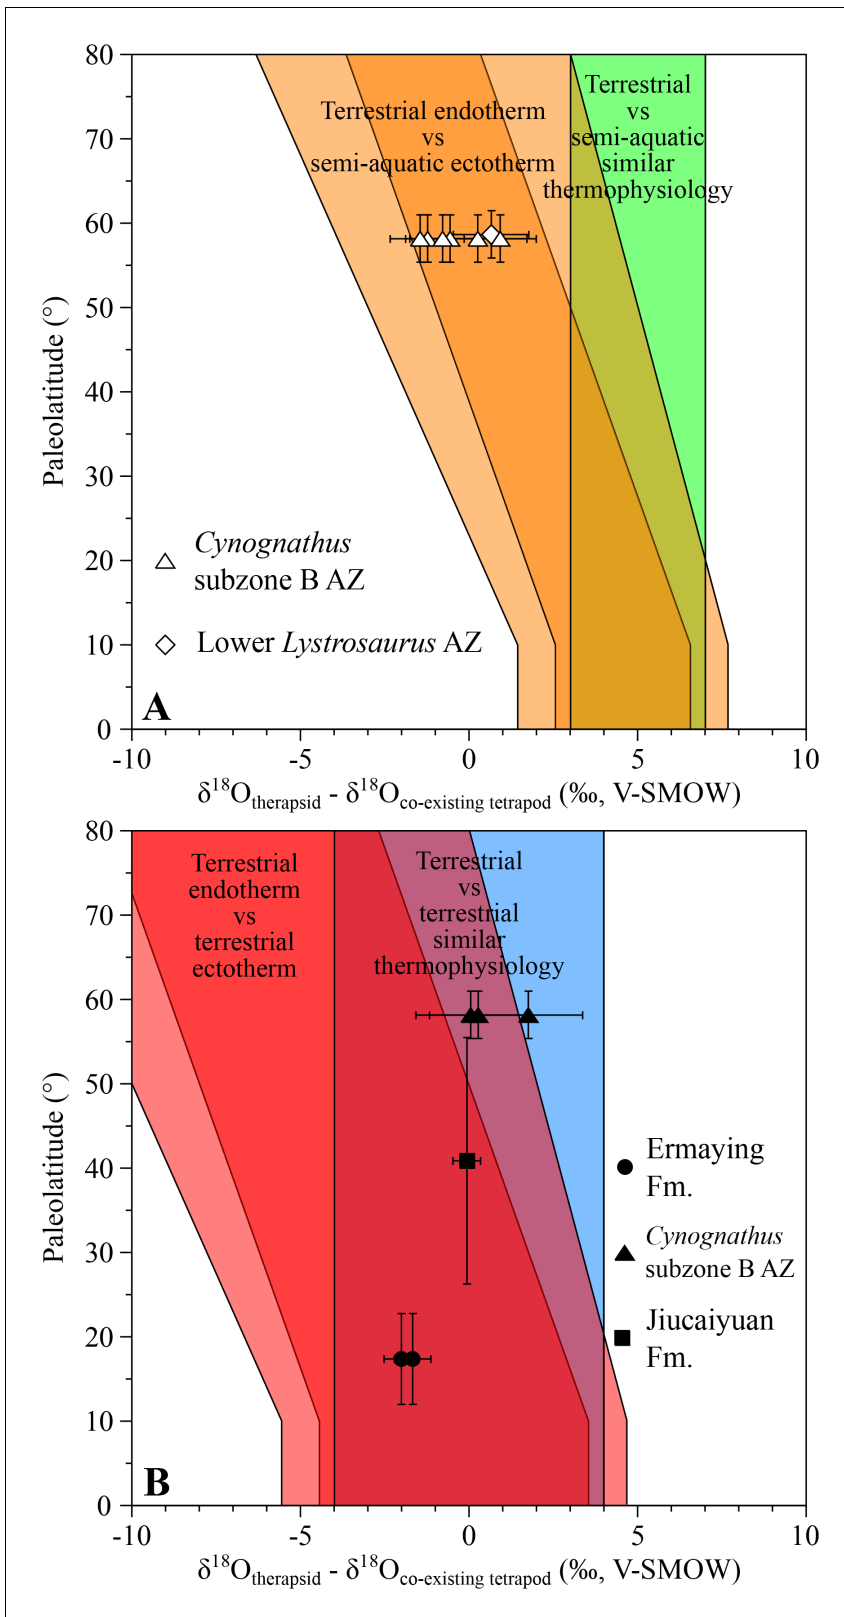 80
70
60
50
40
30
20
10
0
Paleolatitude (°)
Terrestrial endotherm
vs
semi-aquatic ectotherm
Terrestrial
vs
semi-aquatic
similar
thermophysiology
Cynognathus
subzone B AZ
Lower Lystrosaurus AZ
A
-10
-5
0
5
10
δ¹⁸Otherapsid - δ¹⁸Oco-existing tetrapod (‰, V-SMOW)
80
70
60
50
40
30
20
10
0
Paleolatitude (°)
Terrestrial
endotherm
vs
terrestrial
ectotherm
Terrestrial
vs
terrestrial
similar
thermophysiology
Ermaying
Fm.
Cynognathus
subzone B AZ
Jiucaiyuan
Fm.
B
-10
-5
0
5
10
δ¹⁸Otherapsid - δ¹⁸Oco-existing tetrapod (‰, V-SMOW)